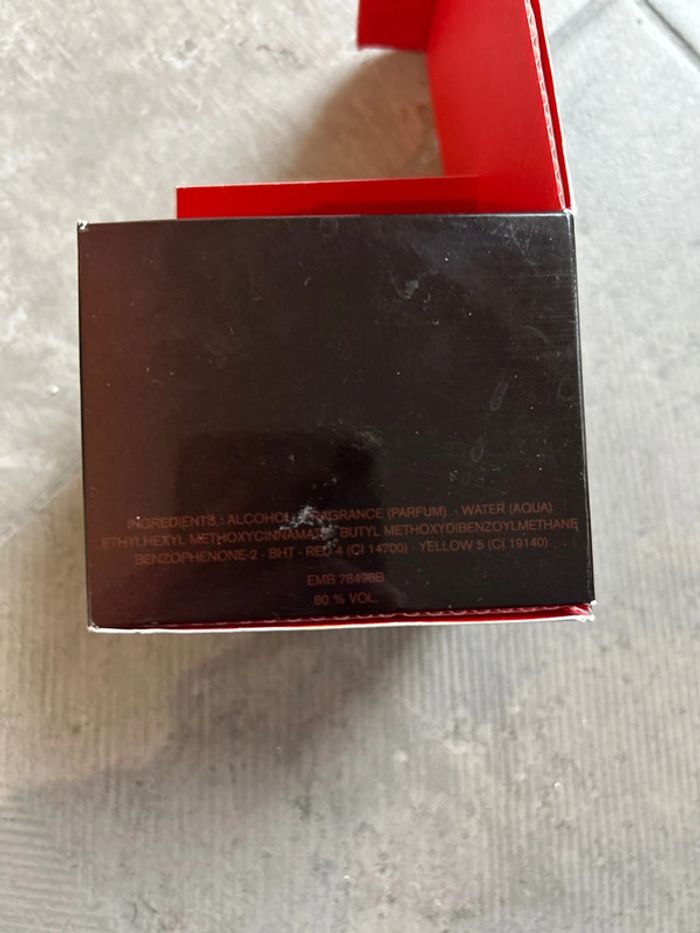 INGREDIENTS : ALCOHOL - FRAGRANCE (PARFUM) - WATER (AQUA)
ETHYLHEXYL METHOXYCINNAMATE - BUTYL METHOXYDIBENZOYLMETHANE
BENZOPHENONE-2 - BHT - RED 4 (CI 14700) - YELLOW 5 (CI 19140)
EMB 78498B
80 % VOL.